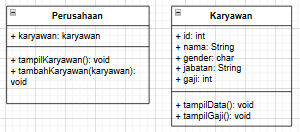 Perusahaan
+ karyawan: karyawan
+ tampilKaryawan(): void
+ tambahKaryawan(karyawan):
void
Karyawan
+ id: int
+ nama: String
+ gender: char
+ jabatan: String
+ gaji: int
+ tampilData(): void
+ tampilGaji(): void